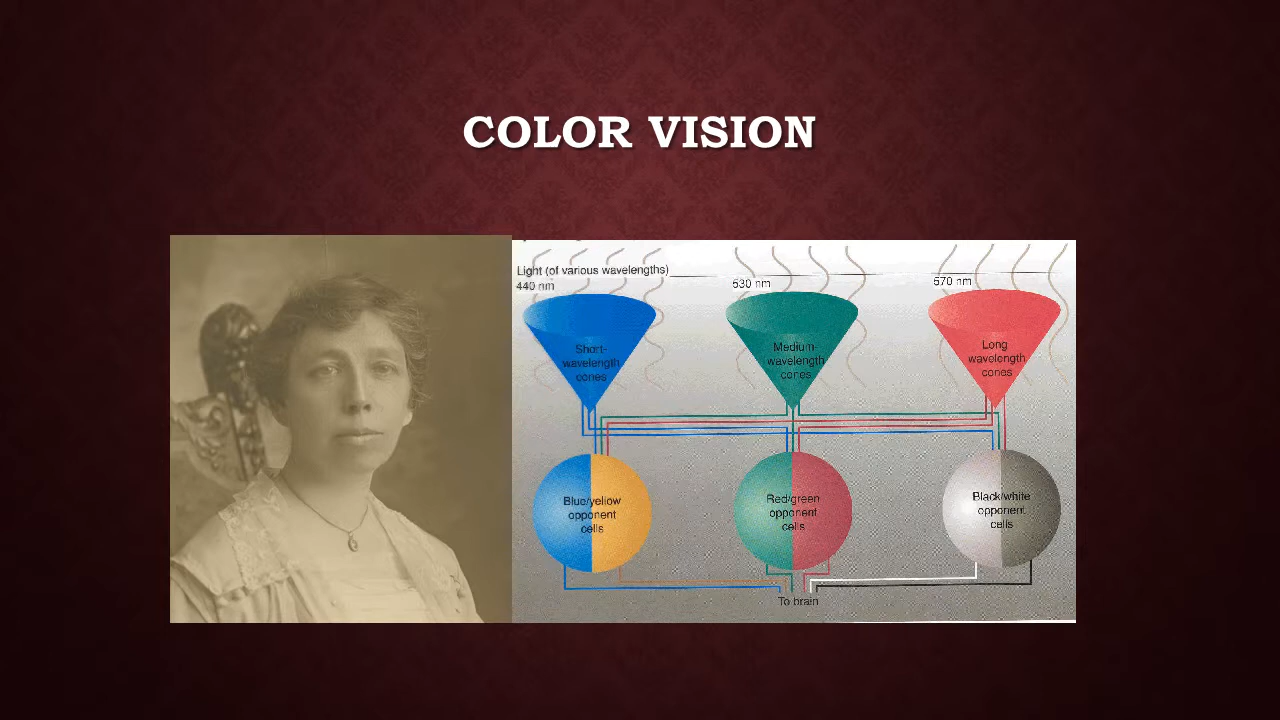 COLOR VISION
Light (of various wavelengths)
440 nm
530 nm
570 nm
Short-
wavelength
cones
Medium-
wavelength
cones
Long
wavelength
cones
Blue/yellow
opponent
cells
Red/green
opponent
cells
Black/white
opponent
cells
To brain